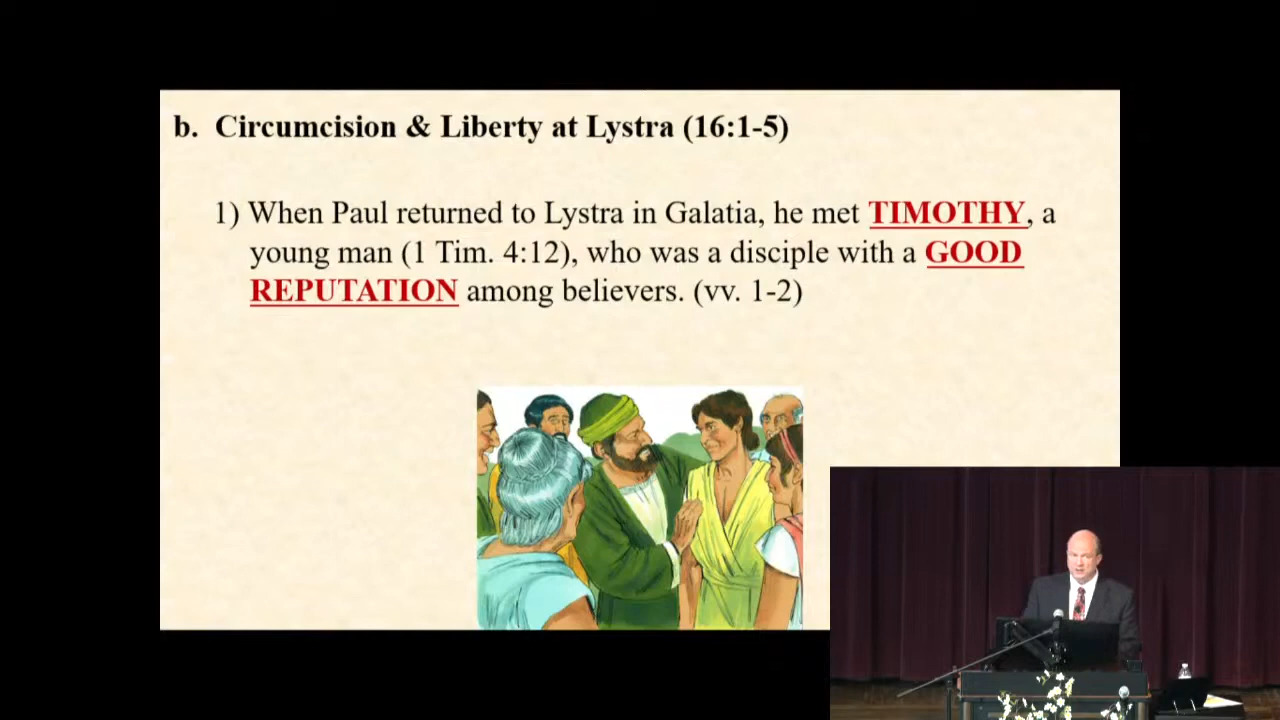 b. Circumcision & Liberty at Lystra (16:1-5)
1) When Paul returned to Lystra in Galatia, he met TIMOTHY, a
young man (1 Tim. 4:12), who was a disciple with a GOOD
REPUTATION among believers. (vv. 1-2)